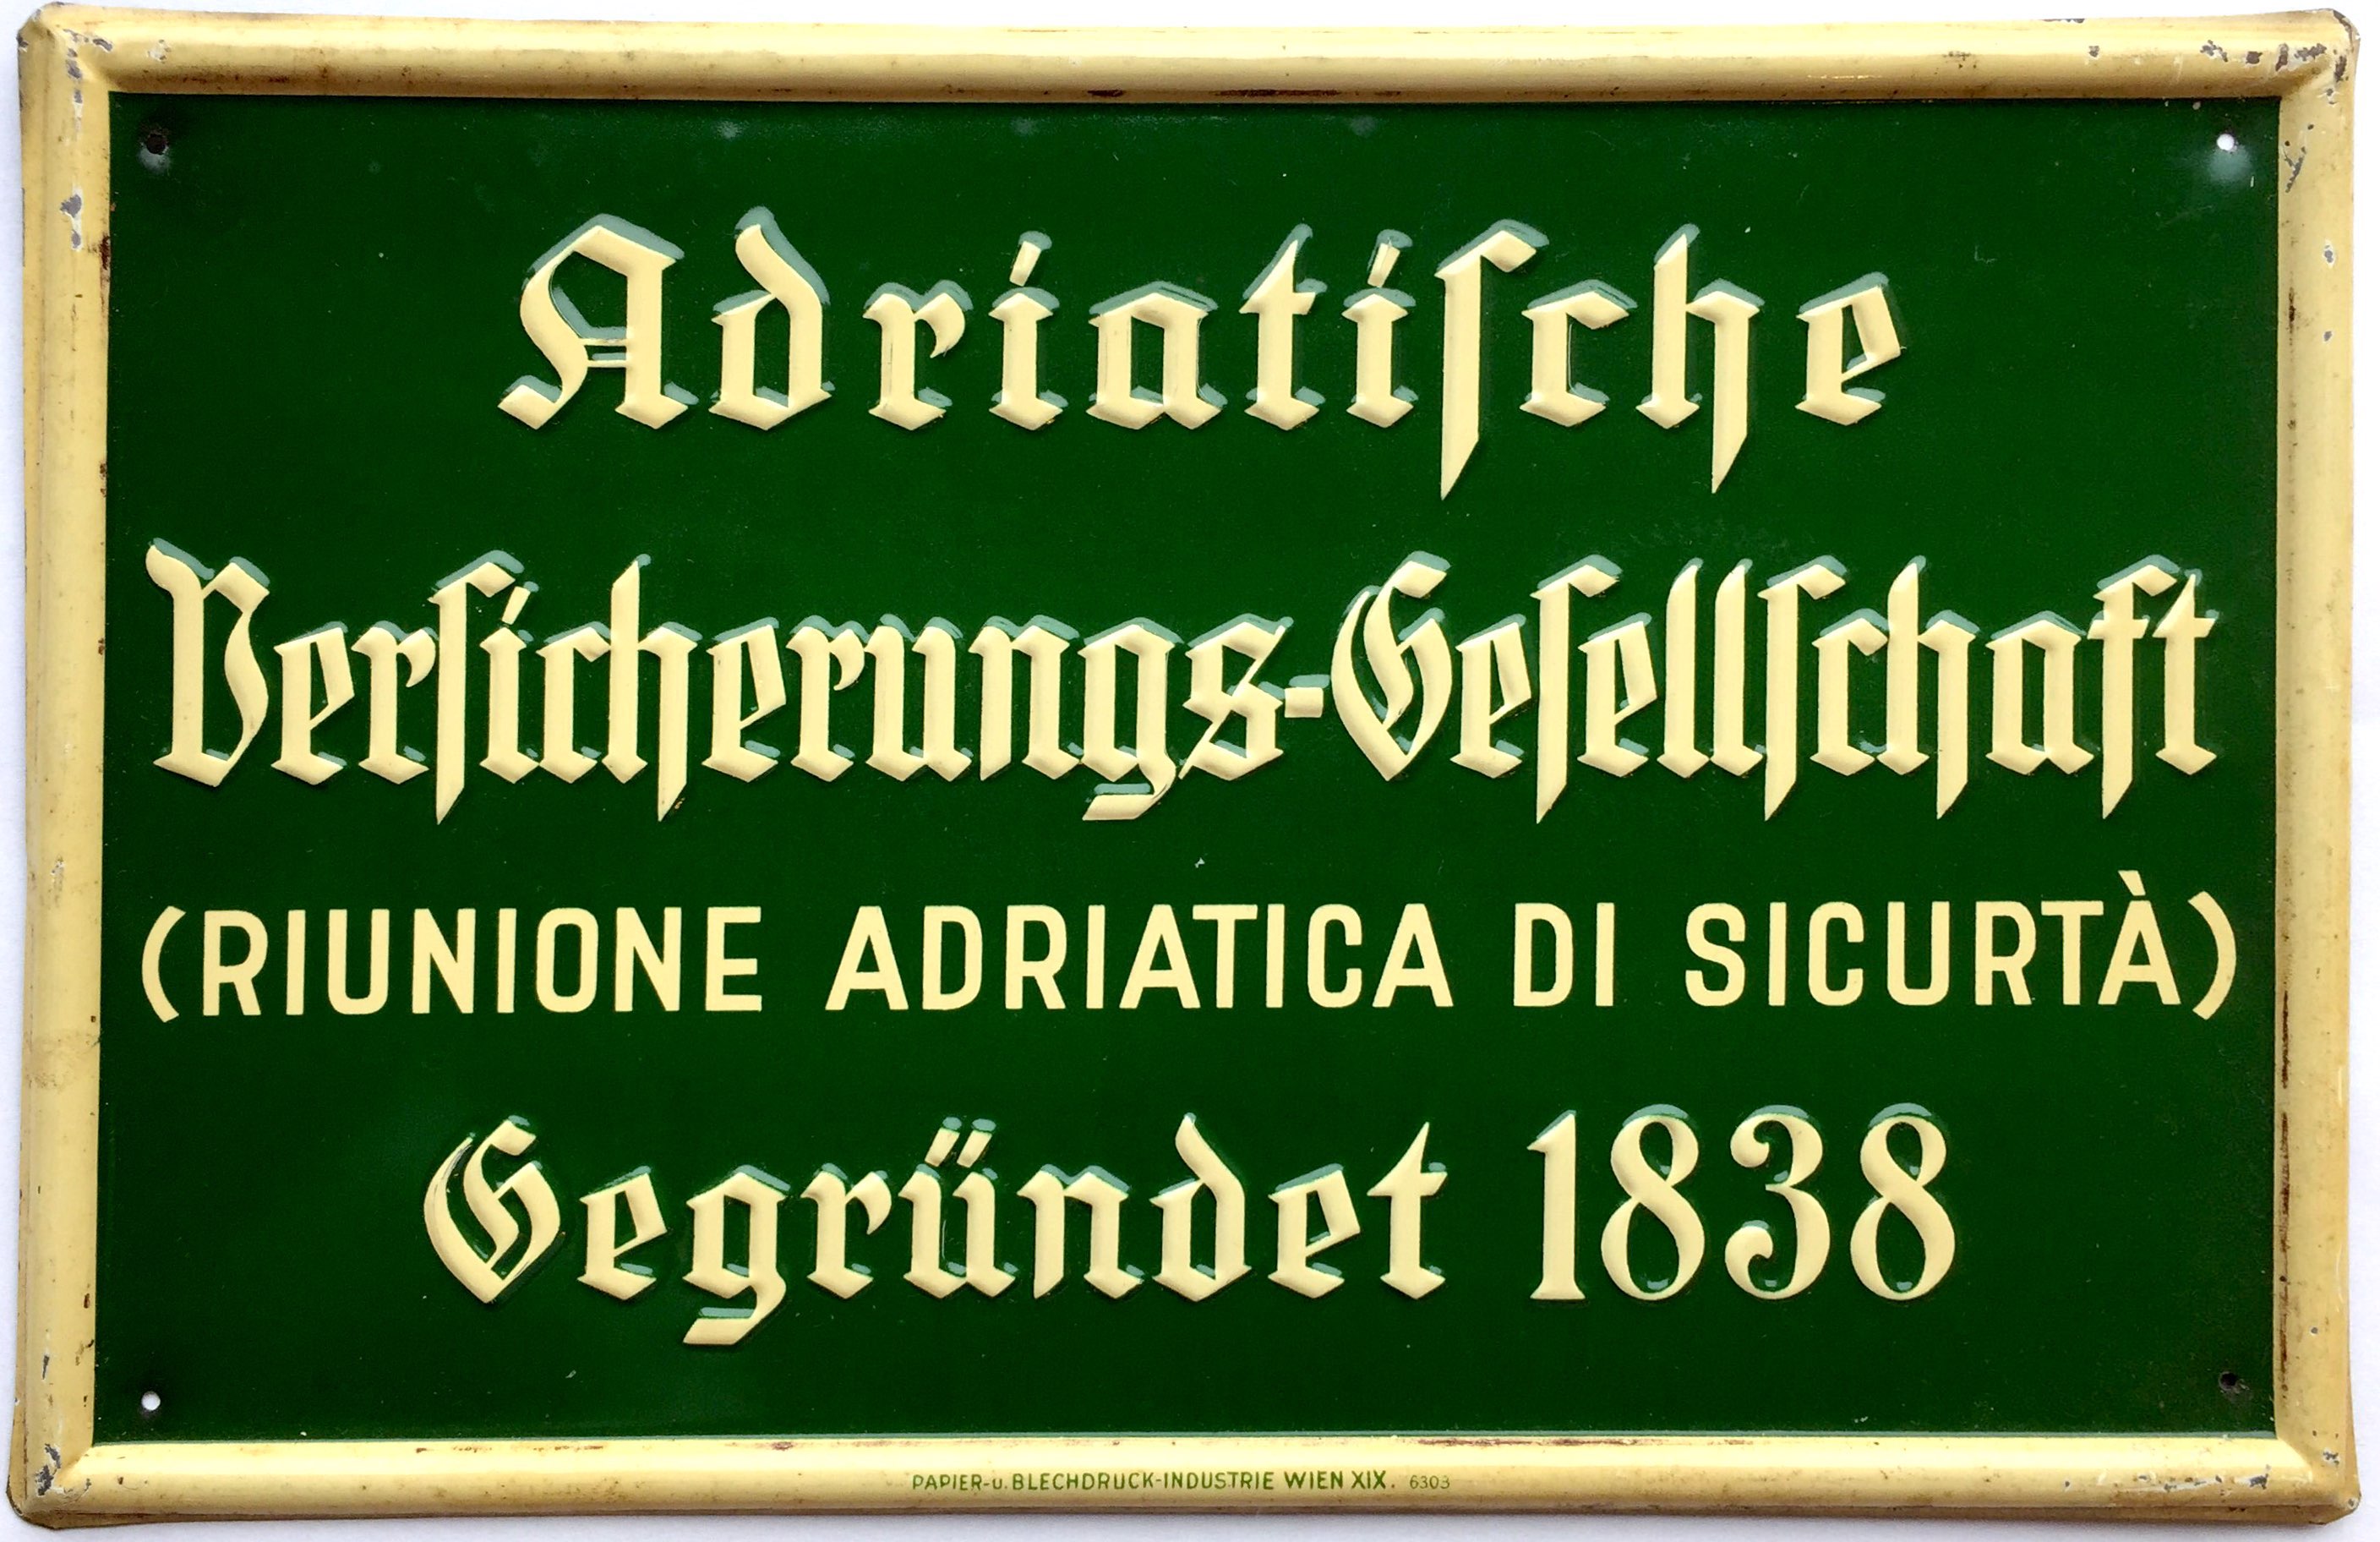 Adriatiſche
Verſicherungs-Geſellſchaft
(RIUNIONE ADRIATICA DI SICURTÀ)
Gegründet 1838
PAPIER-u. BLECHDRUCK-INDUSTRIE WIEN XIX. 6303